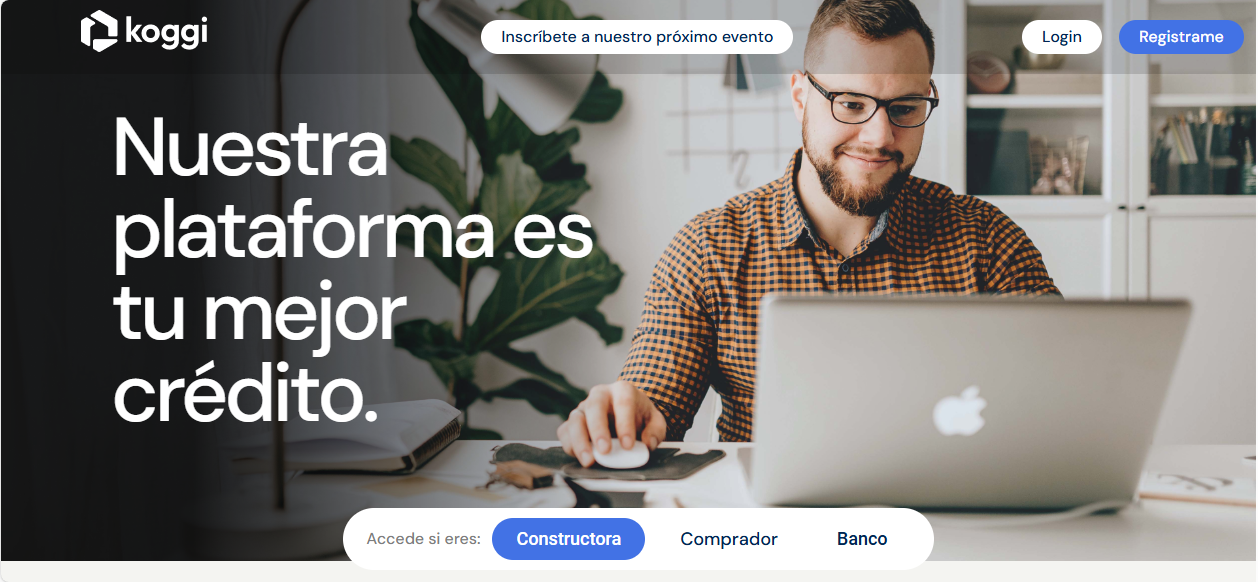 koggi
Inscríbete a nuestro próximo evento
Login
Registrame
Nuestra
plataforma es
tu mejor
crédito.
Accede si eres:
Constructora
Comprador
Banco